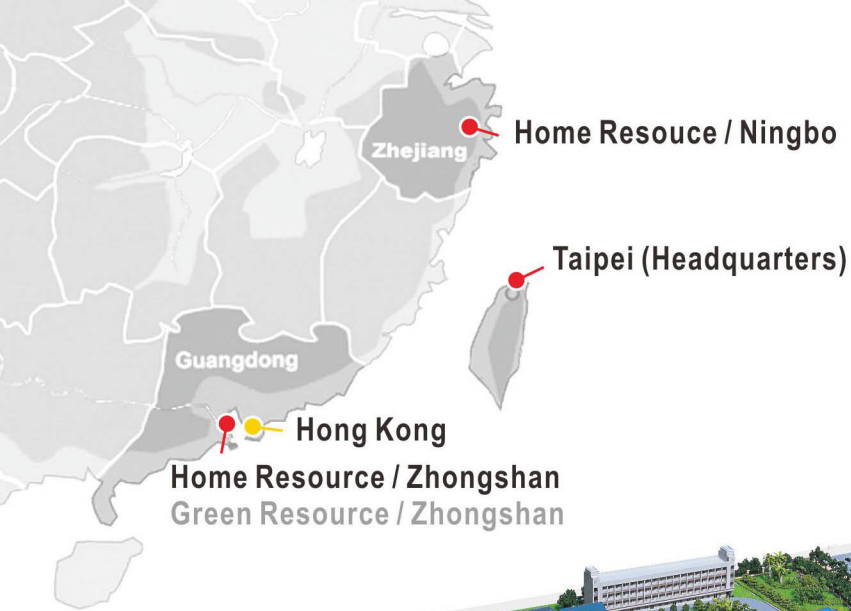 Home Resouce / Ningbo
Zhejiang
Taipei (Headquarters)
Guangdong
Hong Kong
Home Resource / Zhongshan
Green Resource / Zhongshan